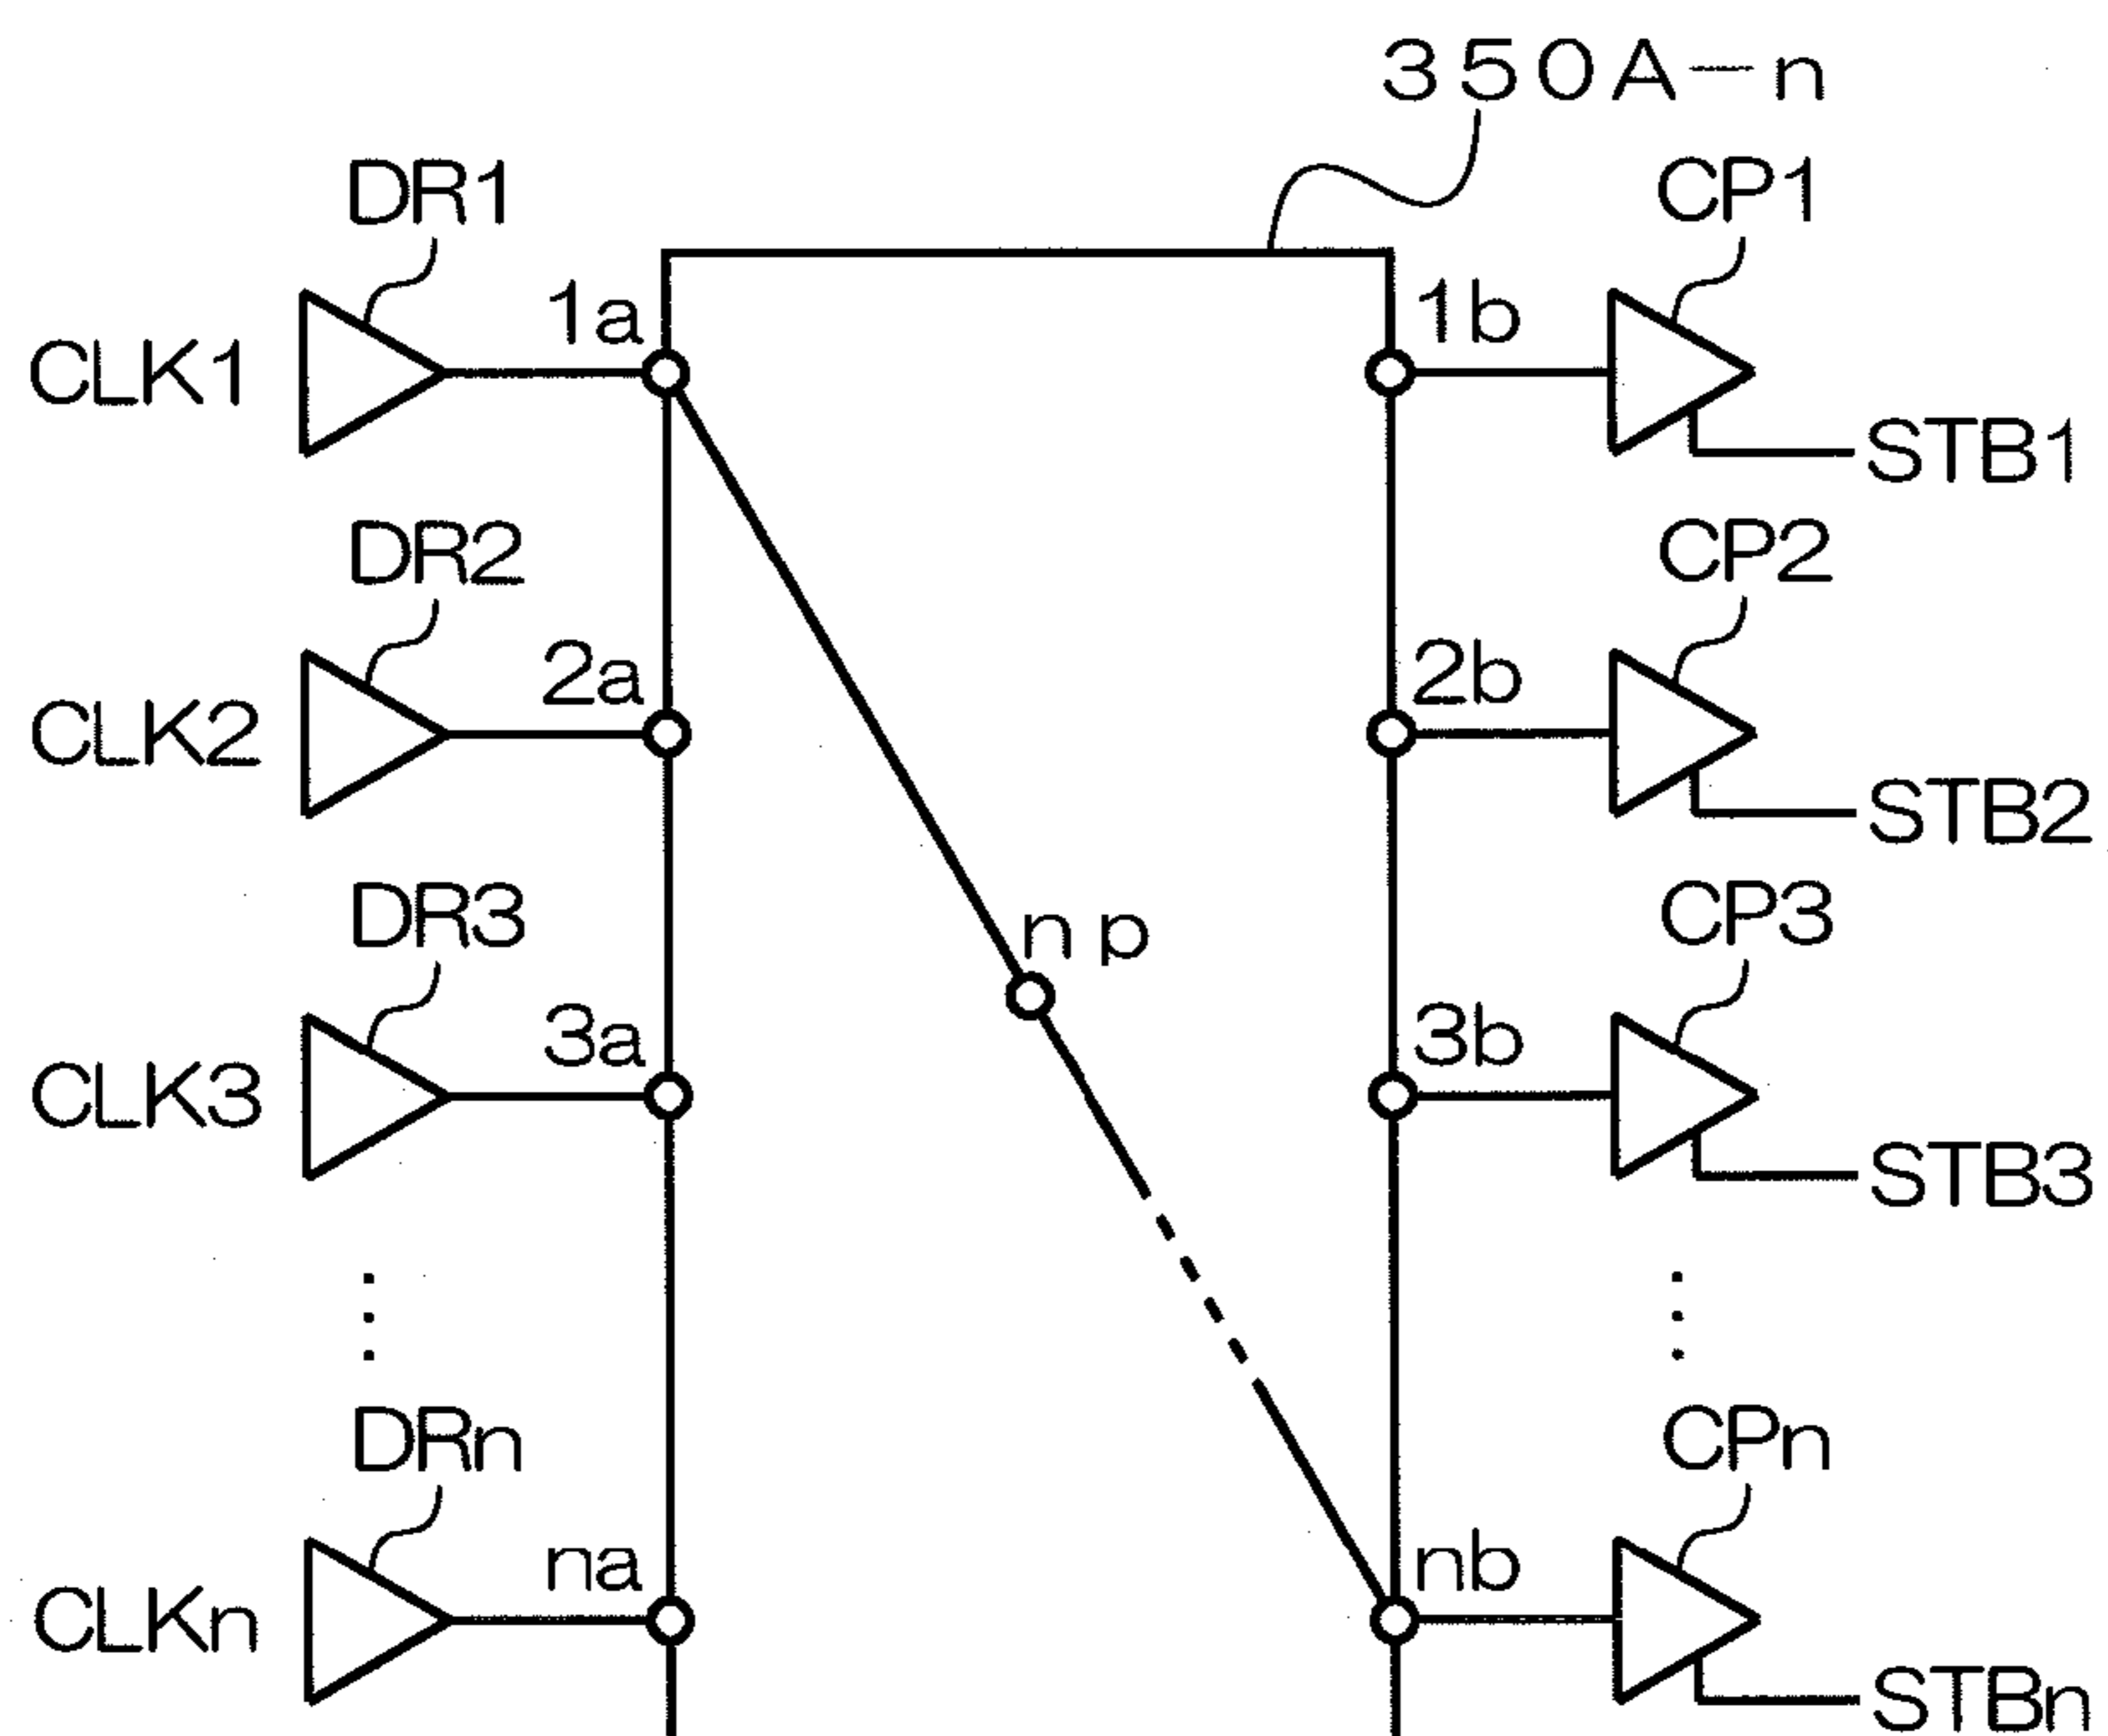 350A-n
DR1
CP1
1a
1b
CLK1
STB1
DR2
CP2
2a
2b
CLK2
STB2
DR3
CP3
np
3a
3b
CLK3
STB3
DRn
CPn
na
nb
CLKn
STBn